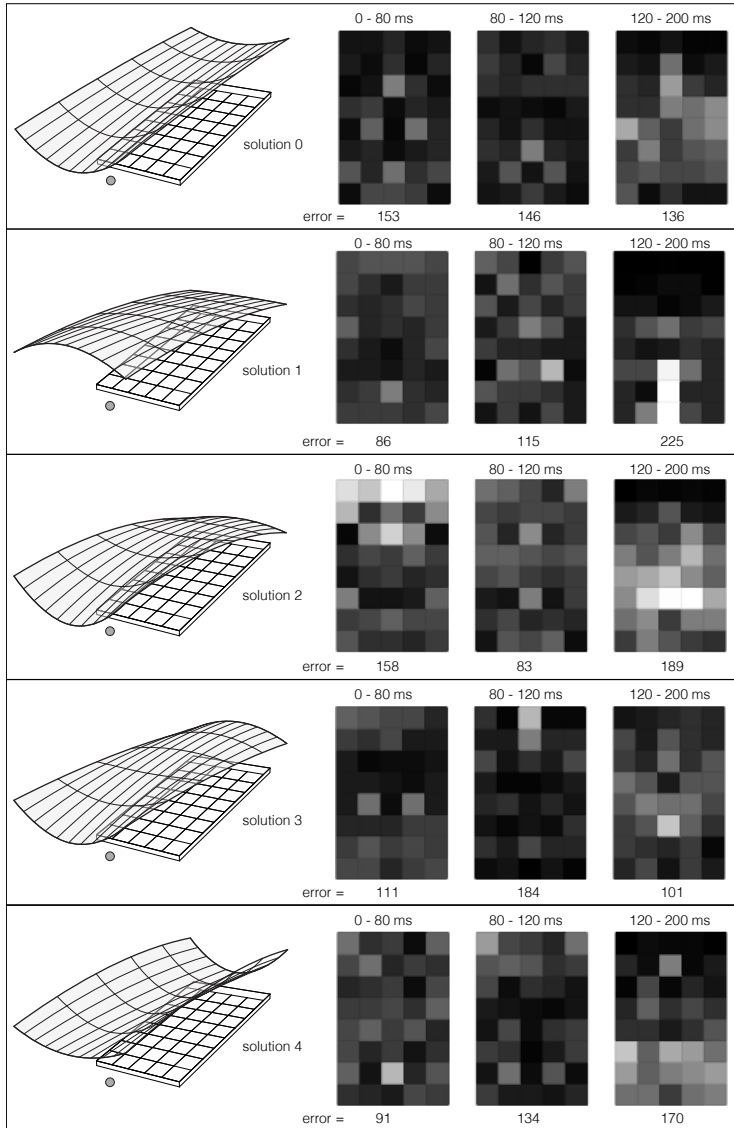 0 - 80 ms 80 - 120 ms 120 - 200 ms
solution 0
error = 153 146 136
0 - 80 ms 80 - 120 ms 120 - 200 ms
solution 1
error = 86 115 225
0 - 80 ms 80 - 120 ms 120 - 200 ms
solution 2
error = 158 83 189
0 - 80 ms 80 - 120 ms 120 - 200 ms
solution 3
error = 111 184 101
0 - 80 ms 80 - 120 ms 120 - 200 ms
solution 4
error = 91 134 170